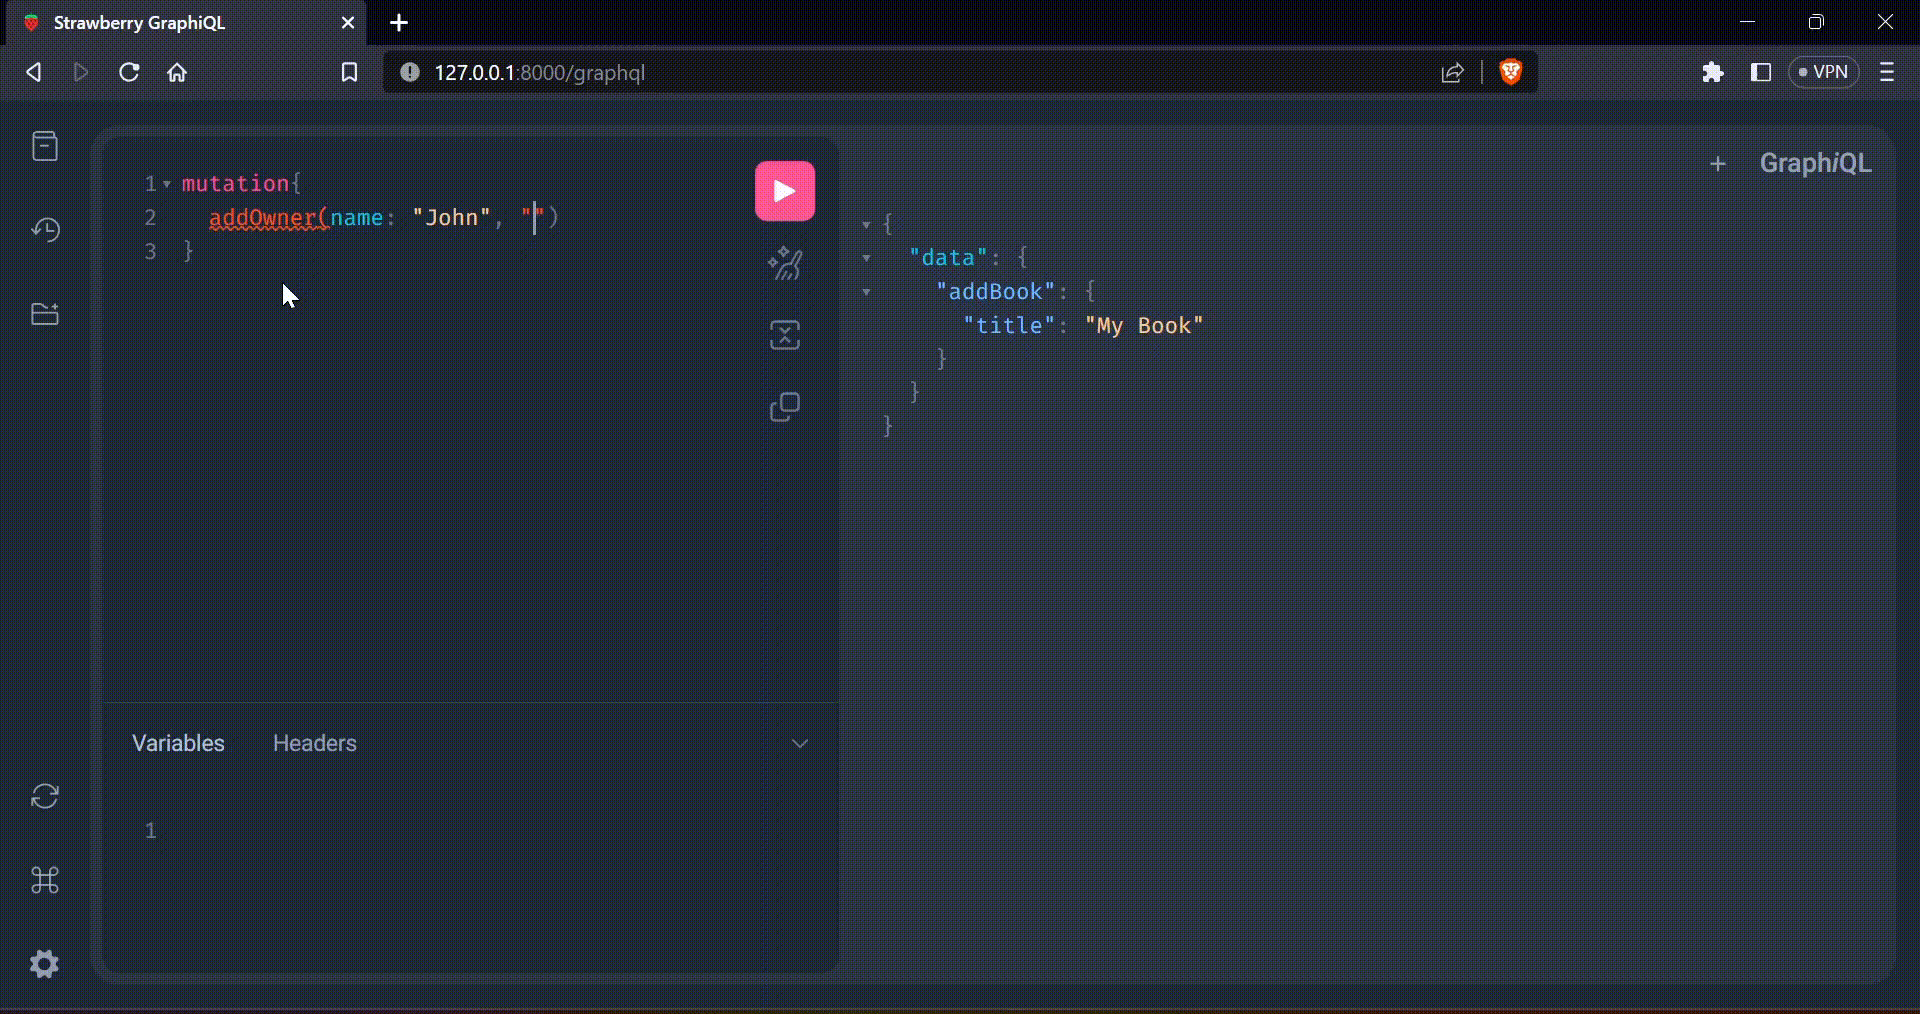 Strawberry GraphiQL
127.0.0.1:8000/graphql
VPN
GraphiQL
1 mutation{
2 addOwner(name: "John", "")
3 }
{
"data": {
"addBook": {
"title": "My Book"
}
}
}
Variables Headers
1